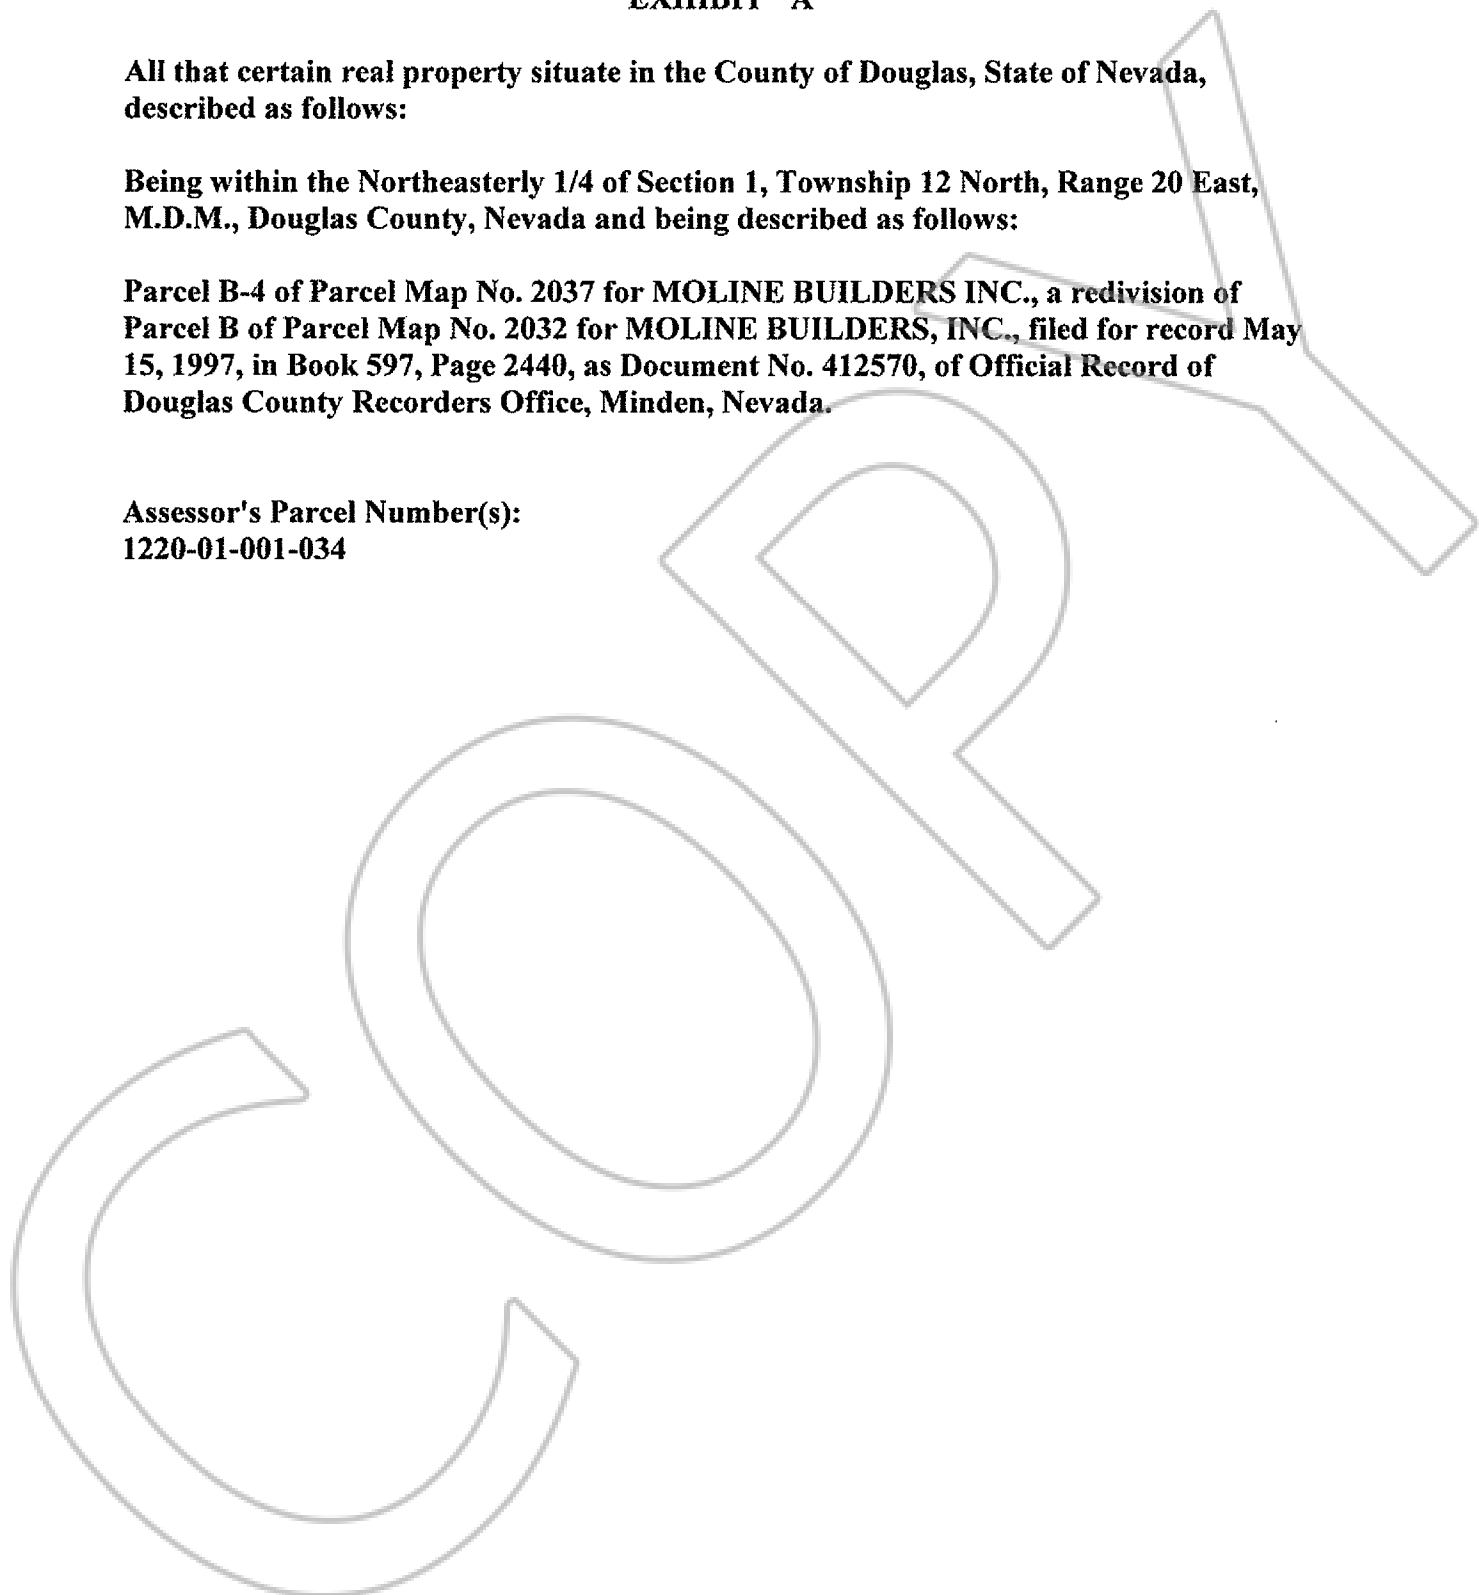 EXHIBIT "A"
All that certain real property situate in the County of Douglas, State of Nevada,
described as follows:
Being within the Northeasterly 1/4 of Section 1, Township 12 North, Range 20 East,
M.D.M., Douglas County, Nevada and being described as follows:
Parcel B-4 of Parcel Map No. 2037 for MOLINE BUILDERS INC., a redivision of
Parcel B of Parcel Map No. 2032 for MOLINE BUILDERS, INC., filed for record May
15, 1997, in Book 597, Page 2440, as Document No. 412570, of Official Record of
Douglas County Recorders Office, Minden, Nevada.
Assessor's Parcel Number(s):
1220-01-001-034
COPY